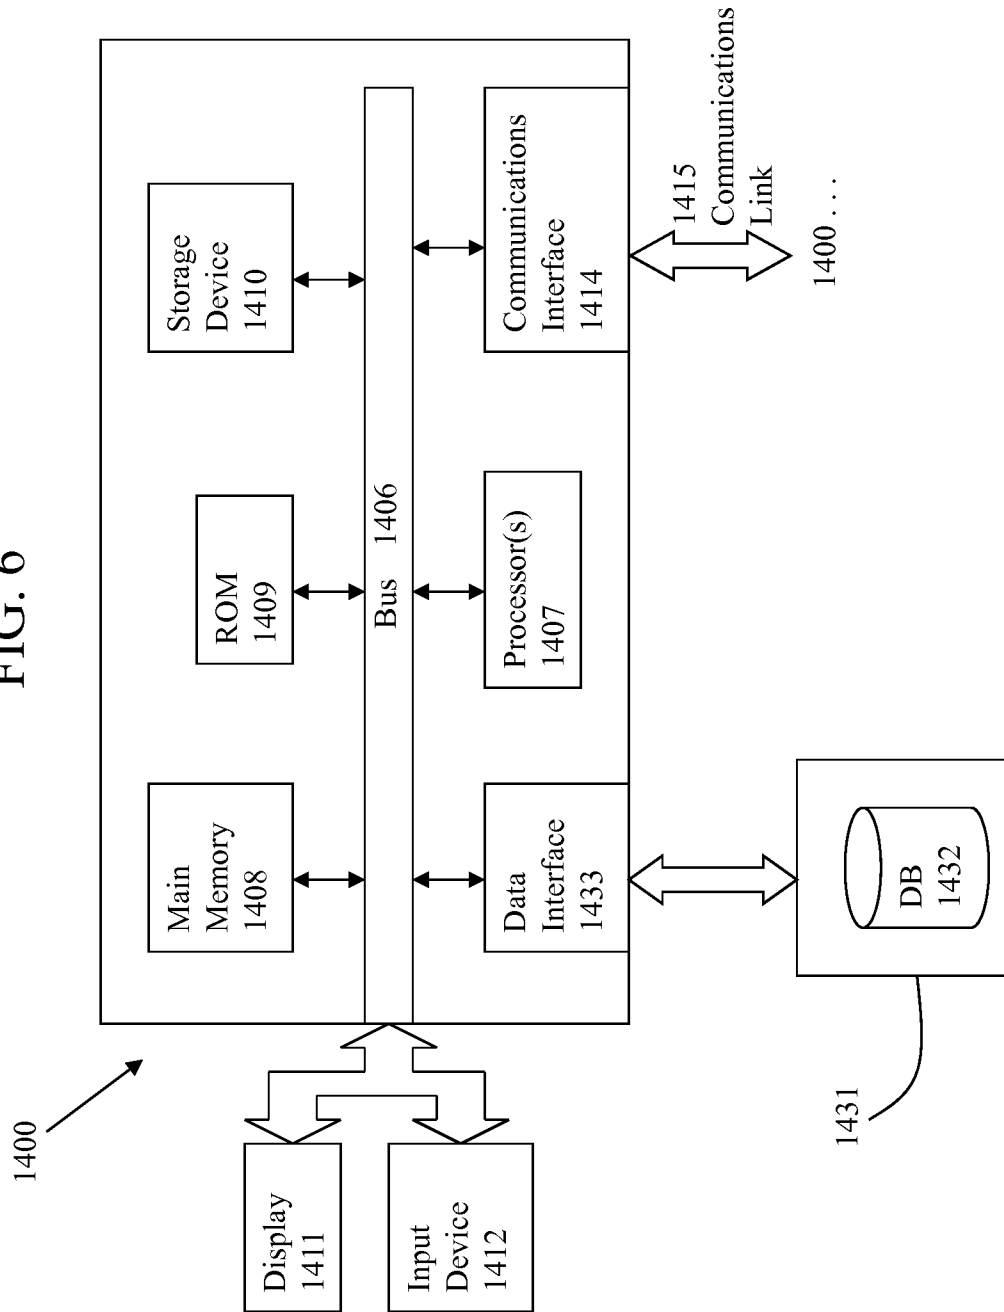 FIG. 6
1400
Main
Memory
1408
ROM
1409
Storage
Device
1410
Display
1411
Bus 1406
Input
Device
1412
Data
Interface
1433
Processor(s)
1407
Communications
Interface
1414
1415
Communications
Link
1400 . . .
1431
DB
1432